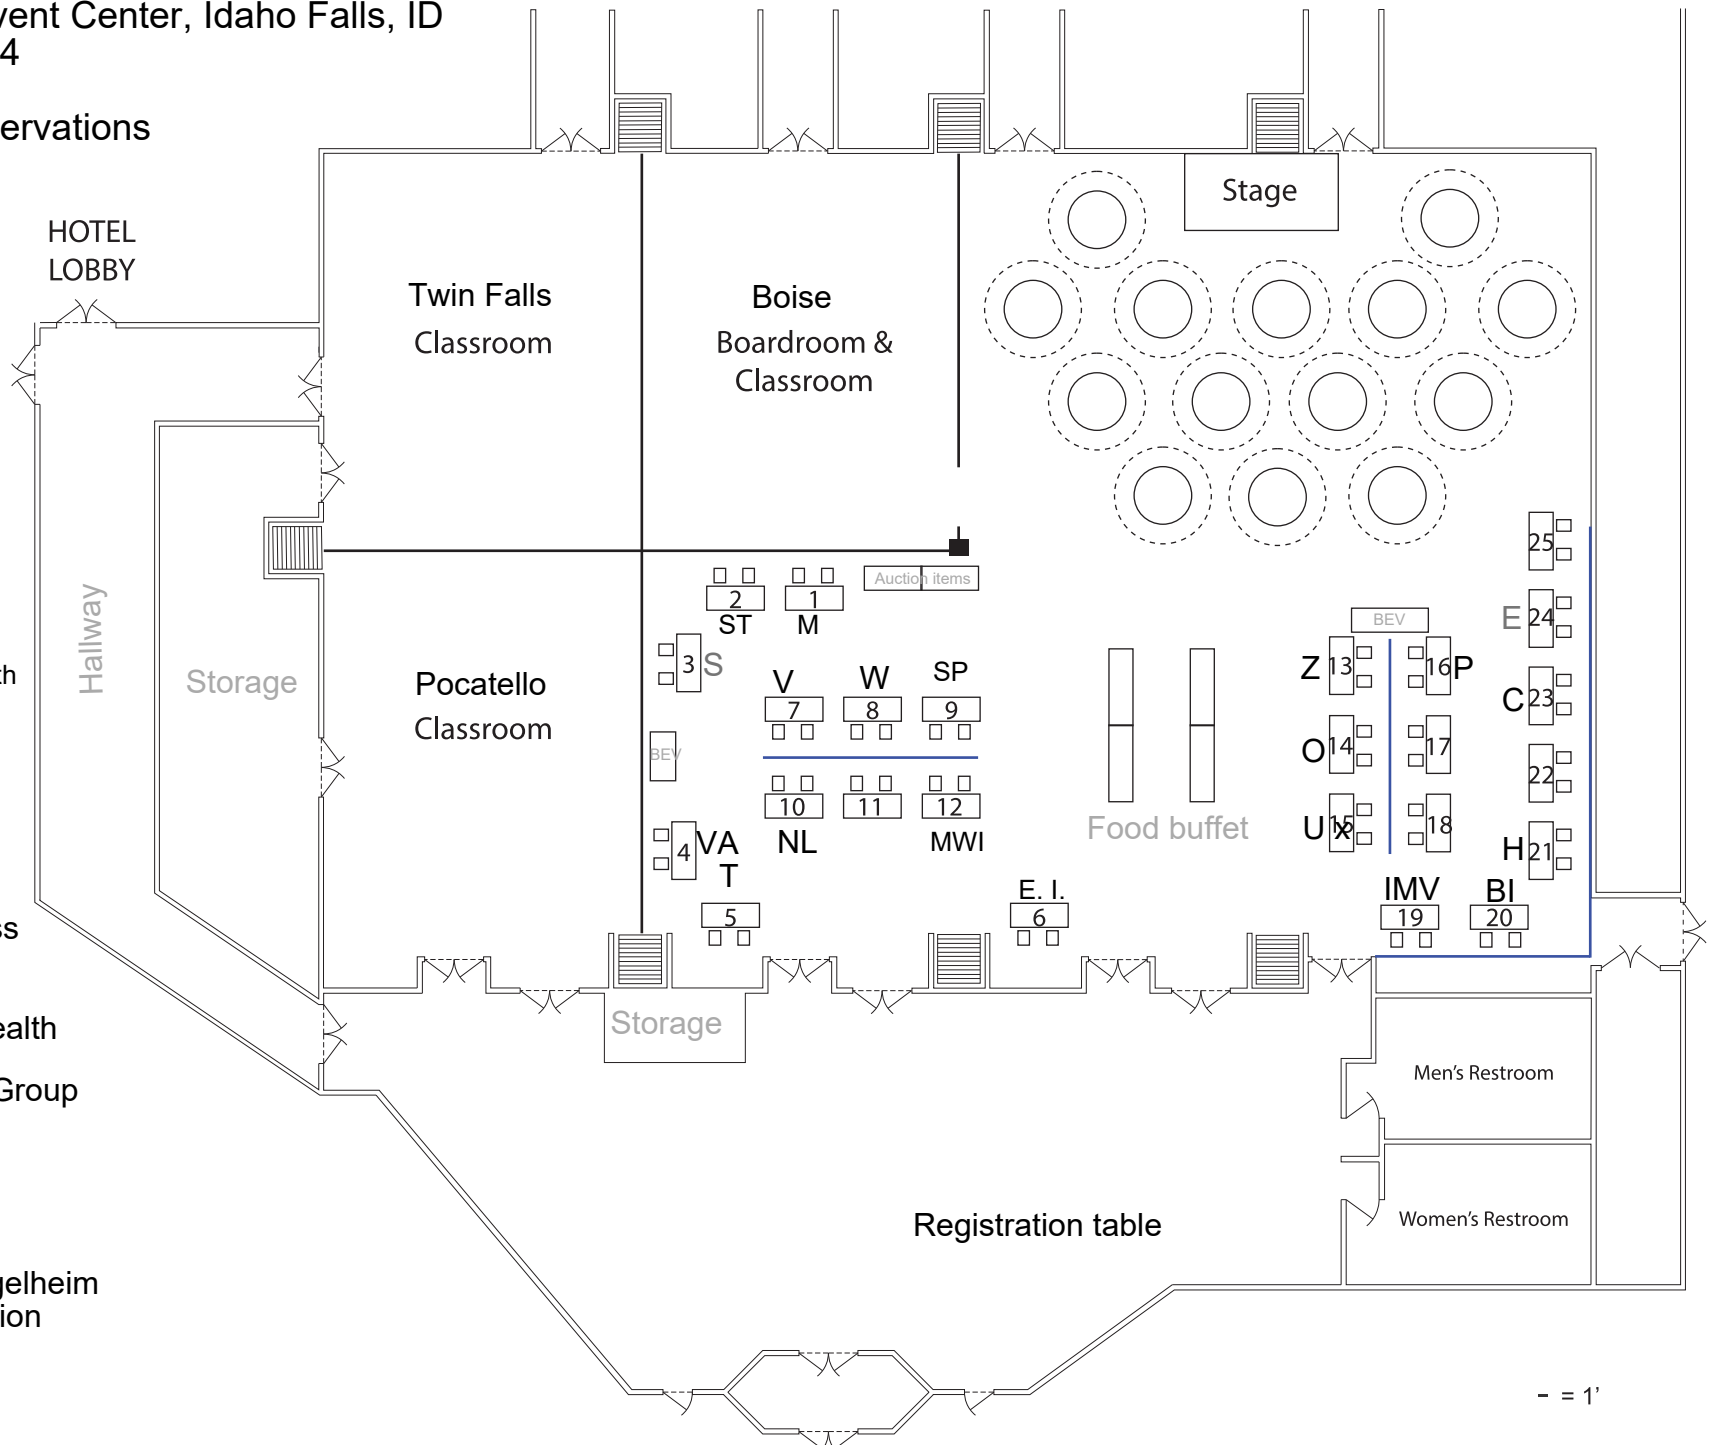 vent Center, Idaho Falls, ID
4
ervations
Stage
HOTEL
LOBBY
Twin Falls
Classroom
Boise
Boardroom &
Classroom
Hallway
Storage
Pocatello
Classroom
Auction items
2
ST
1
M
3 S
BEV
4 VA
T
5
V
7
W
8
SP
9
10
NL
11
12
MWI
E. I.
6
Food buffet
BEV
Z 13
16 P
O 14
17
U x 15
18
25
E 24
C 23
22
H 21
IMV
19
BI
20
th
ss
ealth
Group
gelheim
ion
Storage
Men's Restroom
Women's Restroom
Registration table
- = 1'